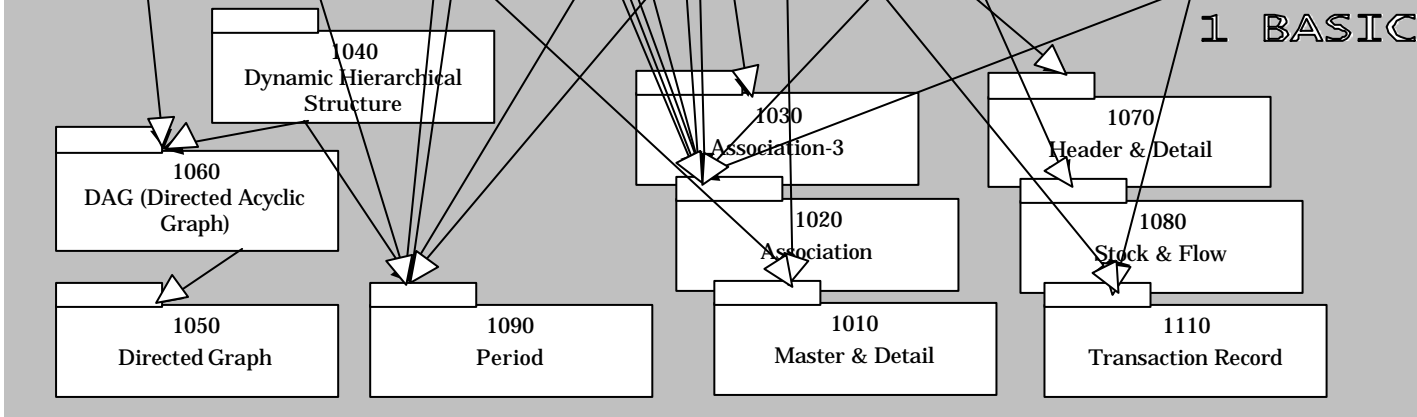 1 BASIC
1040
Dynamic Hierarchical
Structure
1030
Association-3
1070
Header & Detail
1060
DAG (Directed Acyclic
Graph)
1020
Association
1080
Stock & Flow
1050
Directed Graph
1090
Period
1010
Master & Detail
1110
Transaction Record